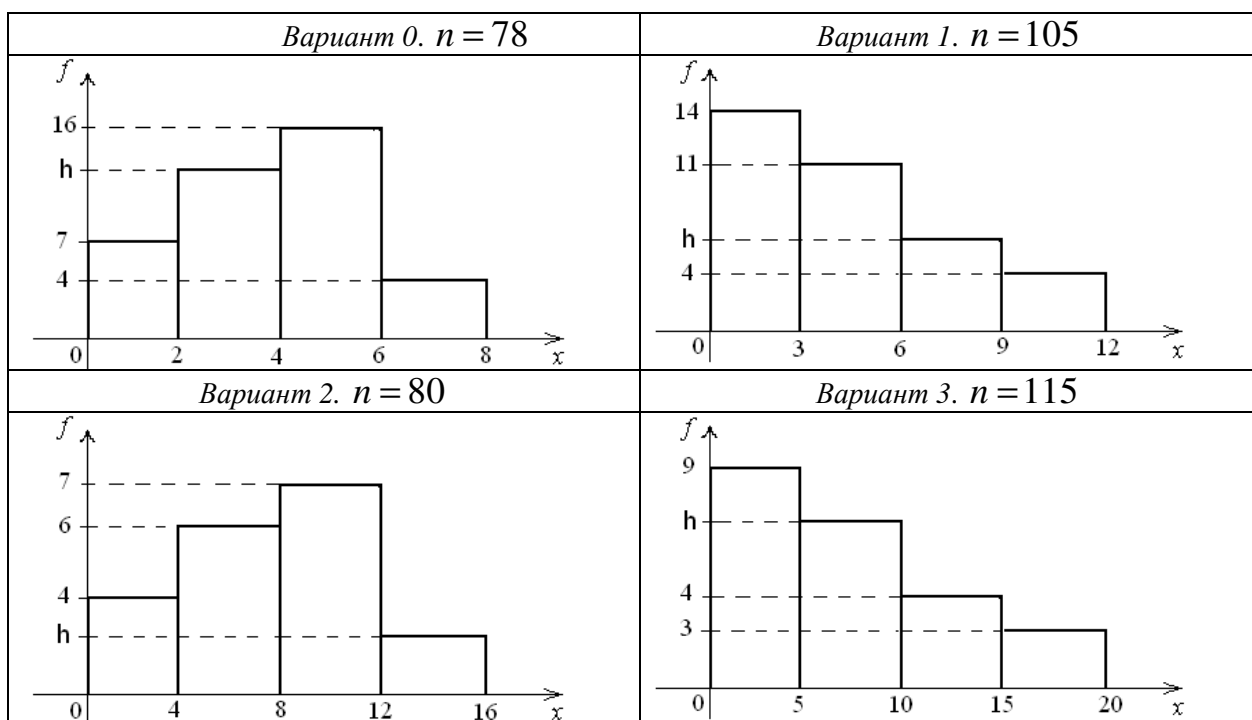 Вариант 0. n = 78
Вариант 1. n = 105
f
16
h
7
4
0 2 4 6 8 x
f
14
11
h
4
0 3 6 9 12 x
Вариант 2. n = 80
Вариант 3. n = 115
f
7
6
4
h
0 4 8 12 16 x
f
9
h
4
3
0 5 10 15 20 x